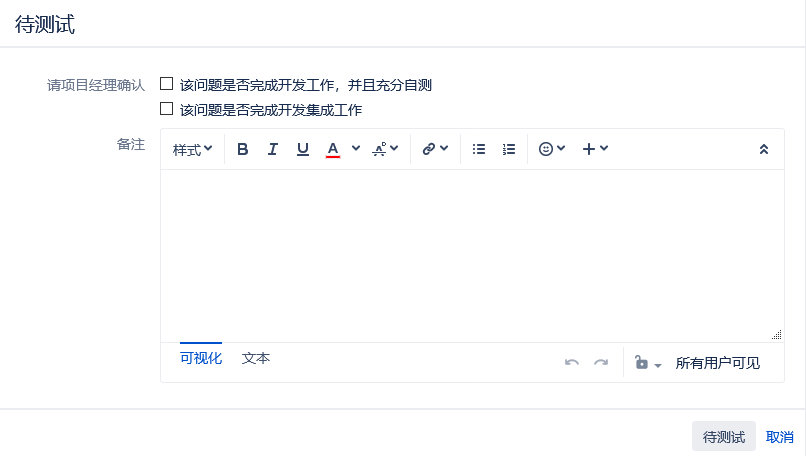 待测试
请项目经理确认 该问题是否完成开发工作，并且充分自测
该问题是否完成开发集成工作
备注
样式 B I U A
可视化 文本 所有用户可见
待测试 取消